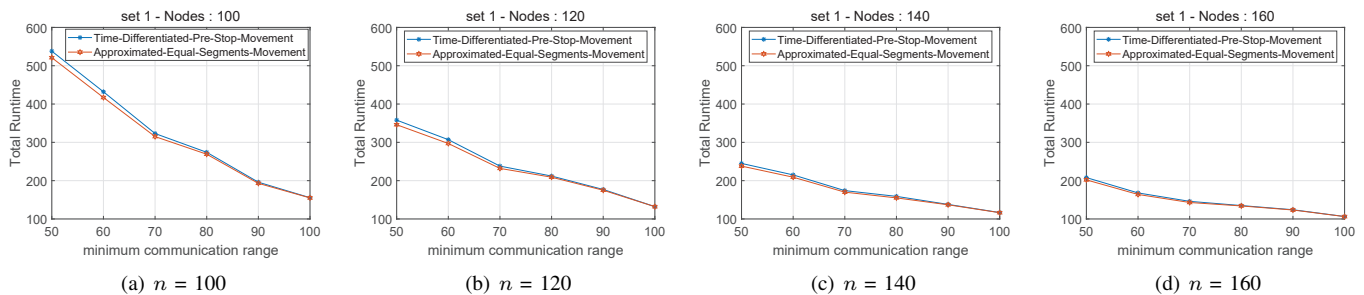 set 1 - Nodes : 100
Time-Differentiated-Pre-Stop-Movement
Approximated-Equal-Segments-Movement
Total Runtime
600
500
400
300
200
100
50 60 70 80 90 100
minimum communication range
(a) n = 100
set 1 - Nodes : 120
Time-Differentiated-Pre-Stop-Movement
Approximated-Equal-Segments-Movement
Total Runtime
600
500
400
300
200
100
50 60 70 80 90 100
minimum communication range
(b) n = 120
set 1 - Nodes : 140
Time-Differentiated-Pre-Stop-Movement
Approximated-Equal-Segments-Movement
Total Runtime
600
500
400
300
200
100
50 60 70 80 90 100
minimum communication range
(c) n = 140
set 1 - Nodes : 160
Time-Differentiated-Pre-Stop-Movement
Approximated-Equal-Segments-Movement
Total Runtime
600
500
400
300
200
100
50 60 70 80 90 100
minimum communication range
(d) n = 160